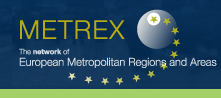 METREX
The network of
European Metropolitan Regions and Areas